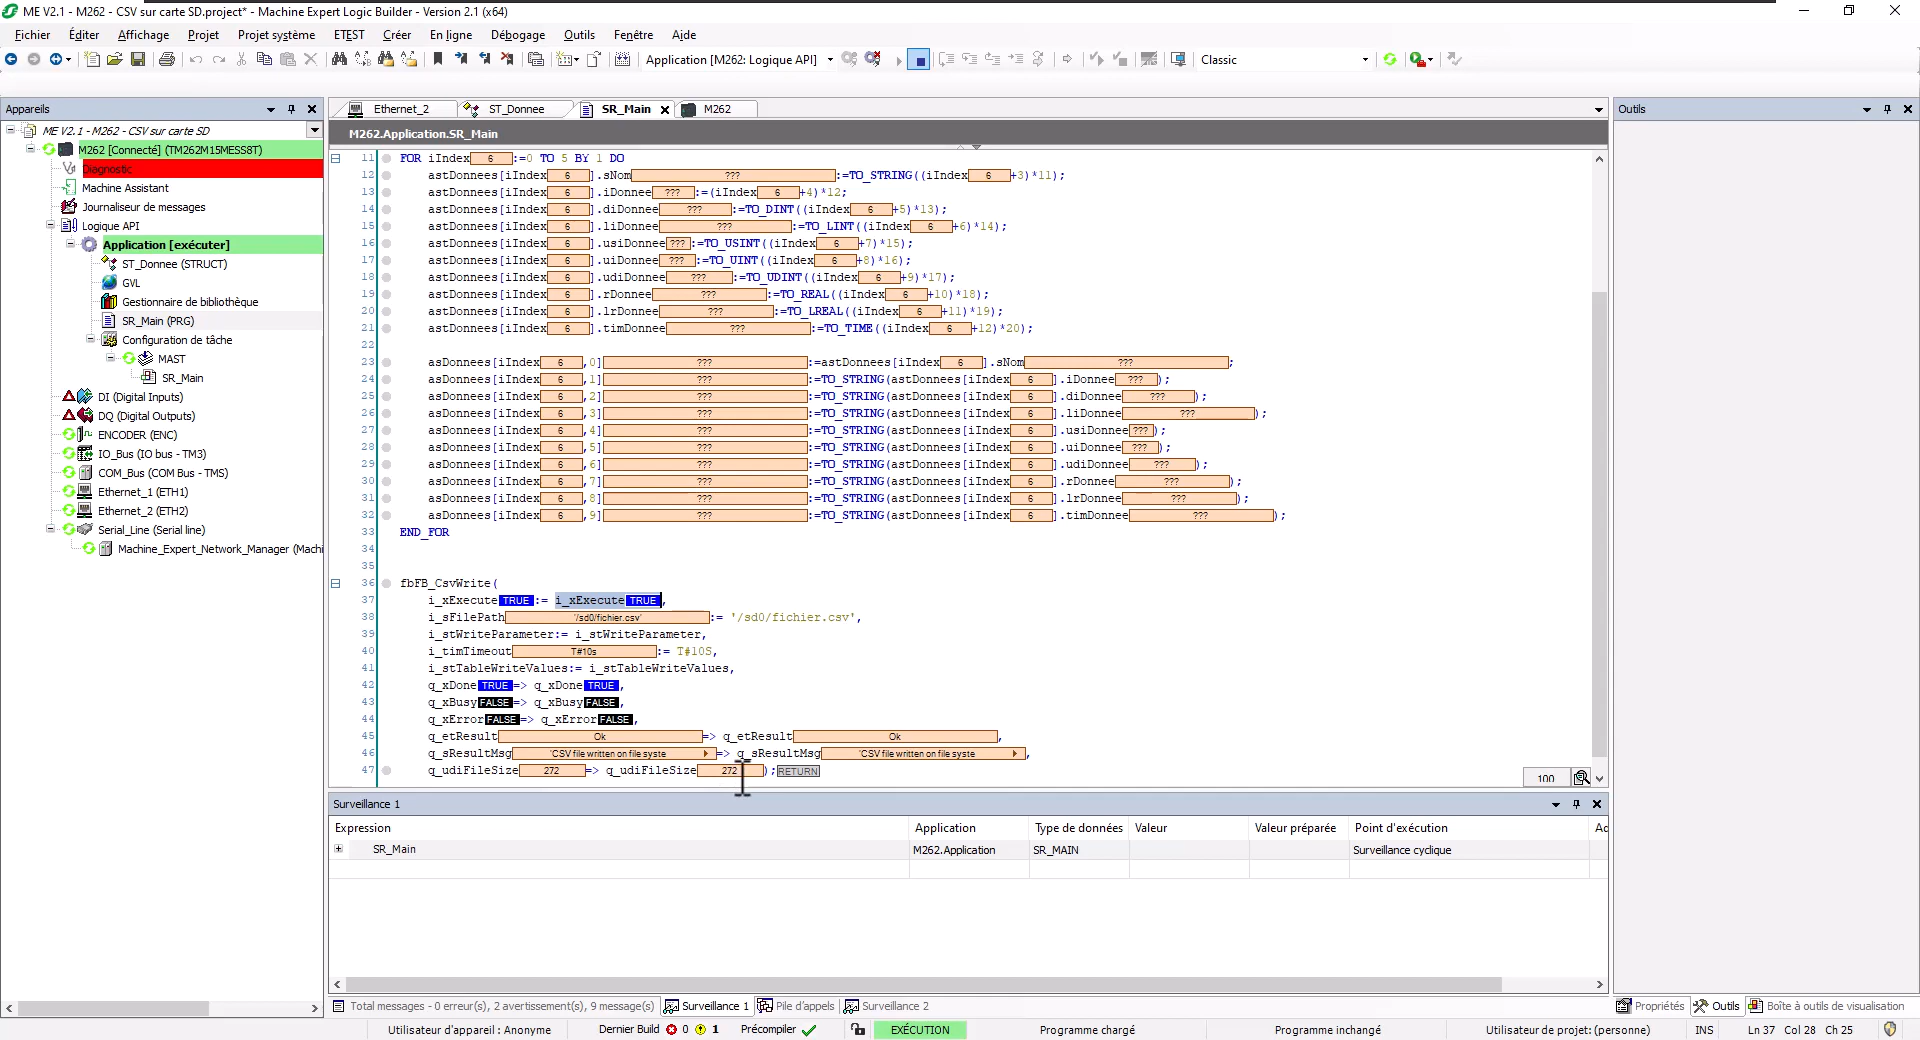 ME V2.1 - M262 - CSV sur carte SD.project* - Machine Expert Logic Builder - Version 2.1 (x64)
Fichier Éditer Affichage Projet Projet système ETEST Créer En ligne Débogage Outils Fenêtre Aide
Application [M262: Logique API] Classic
Appareils
ME V2.1 - M262 - CSV sur carte SD
M262 [Connecté] (TM262M15MESS8T)
Diagnostic
Machine Assistant
Journaliseur de messages
Logique API
Application [exécuter]
ST_Donnee (STRUCT)
GVL
Gestionnaire de bibliothèque
SR_Main (PRG)
Configuration de tâche
MAST
SR_Main
DI (Digital Inputs)
DQ (Digital Outputs)
ENCODER (ENC)
IO_Bus (IO bus - TM3)
COM_Bus (COM Bus - TMS)
Ethernet_1 (ETH1)
Ethernet_2 (ETH2)
Serial_Line (Serial line)
Machine_Expert_Network_Manager (Machi
Ethernet_2 ST_Donnee SR_Main M262
M262.Application.SR_Main
11 FOR iIndex 6 :=0 TO 5 BY 1 DO
12 astDonnees[iIndex 6 ].sNom ??? :=TO_STRING((iIndex 6 +3)*11);
13 astDonnees[iIndex 6 ].iDonnee ??? :=(iIndex 6 +4)*12;
14 astDonnees[iIndex 6 ].diDonnee ??? :=TO_DINT((iIndex 6 +5)*13);
15 astDonnees[iIndex 6 ].liDonnee ??? :=TO_LINT((iIndex 6 +6)*14);
16 astDonnees[iIndex 6 ].usiDonnee ??? :=TO_USINT((iIndex 6 +7)*15);
17 astDonnees[iIndex 6 ].uiDonnee ??? :=TO_UINT((iIndex 6 +8)*16);
18 astDonnees[iIndex 6 ].udiDonnee ??? :=TO_UDINT((iIndex 6 +9)*17);
19 astDonnees[iIndex 6 ].rDonnee ??? :=TO_REAL((iIndex 6 +10)*18);
20 astDonnees[iIndex 6 ].lrDonnee ??? :=TO_LREAL((iIndex 6 +11)*19);
21 astDonnees[iIndex 6 ].timDonnee ??? :=TO_TIME((iIndex 6 +12)*20);
22
23 asDonnees[iIndex 6 ,0] ??? :=astDonnees[iIndex 6 ].sNom ??? ;
24 asDonnees[iIndex 6 ,1] ??? :=TO_STRING(astDonnees[iIndex 6 ].iDonnee ??? );
25 asDonnees[iIndex 6 ,2] ??? :=TO_STRING(astDonnees[iIndex 6 ].diDonnee ??? );
26 asDonnees[iIndex 6 ,3] ??? :=TO_STRING(astDonnees[iIndex 6 ].liDonnee ??? );
27 asDonnees[iIndex 6 ,4] ??? :=TO_STRING(astDonnees[iIndex 6 ].usiDonnee ??? );
28 asDonnees[iIndex 6 ,5] ??? :=TO_STRING(astDonnees[iIndex 6 ].uiDonnee ??? );
29 asDonnees[iIndex 6 ,6] ??? :=TO_STRING(astDonnees[iIndex 6 ].udiDonnee ??? );
30 asDonnees[iIndex 6 ,7] ??? :=TO_STRING(astDonnees[iIndex 6 ].rDonnee ??? );
31 asDonnees[iIndex 6 ,8] ??? :=TO_STRING(astDonnees[iIndex 6 ].lrDonnee ??? );
32 asDonnees[iIndex 6 ,9] ??? :=TO_STRING(astDonnees[iIndex 6 ].timDonnee ??? );
33 END_FOR
34
35
36 fbFB_CsvWrite(
37 i_xExecute TRUE := i_xExecute TRUE ,
38 i_sFilePath '/sd0/fichier.csv' := '/sd0/fichier.csv',
39 i_stWriteParameter:= i_stWriteParameter,
40 i_timTimeout T#10s := T#10S,
41 i_stTableWriteValues:= i_stTableWriteValues,
42 q_xDone TRUE => q_xDone TRUE ,
43 q_xBusy FALSE => q_xBusy FALSE ,
44 q_xError FALSE => q_xError FALSE ,
45 q_etResult Ok => q_etResult Ok ,
46 q_sResultMsg 'CSV file written on file syste => q_sResultMsg 'CSV file written on file syste ,
47 q_udiFileSize 272 => q_udiFileSize 272 ); RETURN
100
Surveillance 1
Expression Application Type de données Valeur Valeur préparée Point d'exécution Ac
SR_Main M262.Application SR_MAIN Surveillance cyclique
Total messages - 0 erreur(s), 2 avertissement(s), 9 message(s) Surveillance 1 Pile d'appels Surveillance 2
Outils
Propriétés Outils Boîte à outils de visualisation
Utilisateur d'appareil : Anonyme Dernier Build 0 1 Précompiler EXÉCUTION Programme chargé Programme inchangé Utilisateur de projet: (personne) INS Ln 37 Col 28 Ch 25